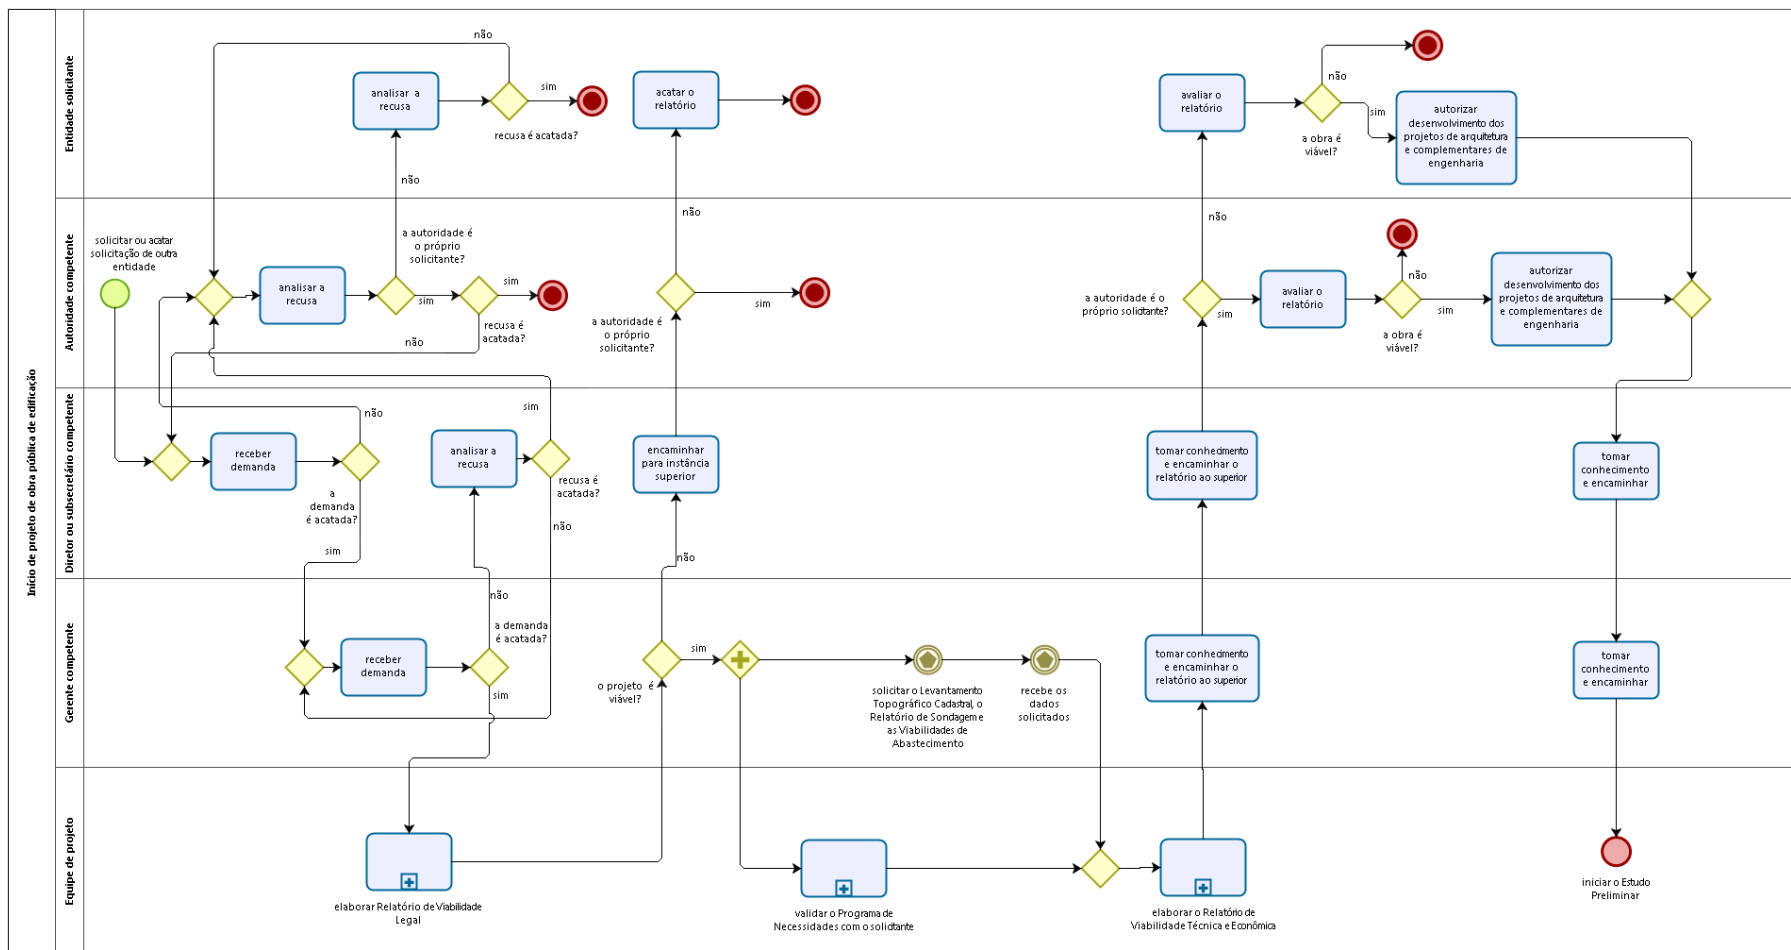 Início de projeto de obra pública de edificação
Entidade solicitante
não
analisar a
recusa
sim
recusa é acatada?
não
acatar o
relatório
não
avaliar o
relatório
não
sim
a obra é
viável?
autorizar
desenvolvimento dos
projetos de arquitetura
e complementares de
engenharia
não
Autoridade competente
solicitar ou acatar
solicitação de outra
entidade
analisar a
recusa
a autoridade é
o próprio
solicitante?
sim
sim
recusa é
acatada?
não
a autoridade é
o próprio
solicitante?
sim
a autoridade é o
próprio solicitante?
sim
avaliar o
relatório
não
sim
a obra é
viável?
autorizar
desenvolvimento dos
projetos de arquitetura
e complementares de
engenharia
Diretor ou subsecretário competente
receber
demanda
não
a
demanda
é acatada?
sim
analisar a
recusa
sim
recusa é
acatada?
não
encaminhar
para instância
superior
não
tomar conhecimento
e encaminhar o
relatório ao superior
tomar
conhecimento
e encaminhar
Gerente competente
receber
demanda
não
a demanda
é acatada?
sim
o projeto é
viável?
sim
solicitar o Levantamento
Topográfico Cadastral, o
Relatório de Sondagem e
as Viabilidades de
Abastecimento
recebe os
dados
solicitados
tomar conhecimento
e encaminhar o
relatório ao superior
tomar
conhecimento
e encaminhar
Equipe de projeto
elaborar Relatório de Viabilidade
Legal
validar o Programa de
Necessidades com o solicitante
elaborar o Relatório de
Viabilidade Técnica e Econômica
iniciar o Estudo
Preliminar